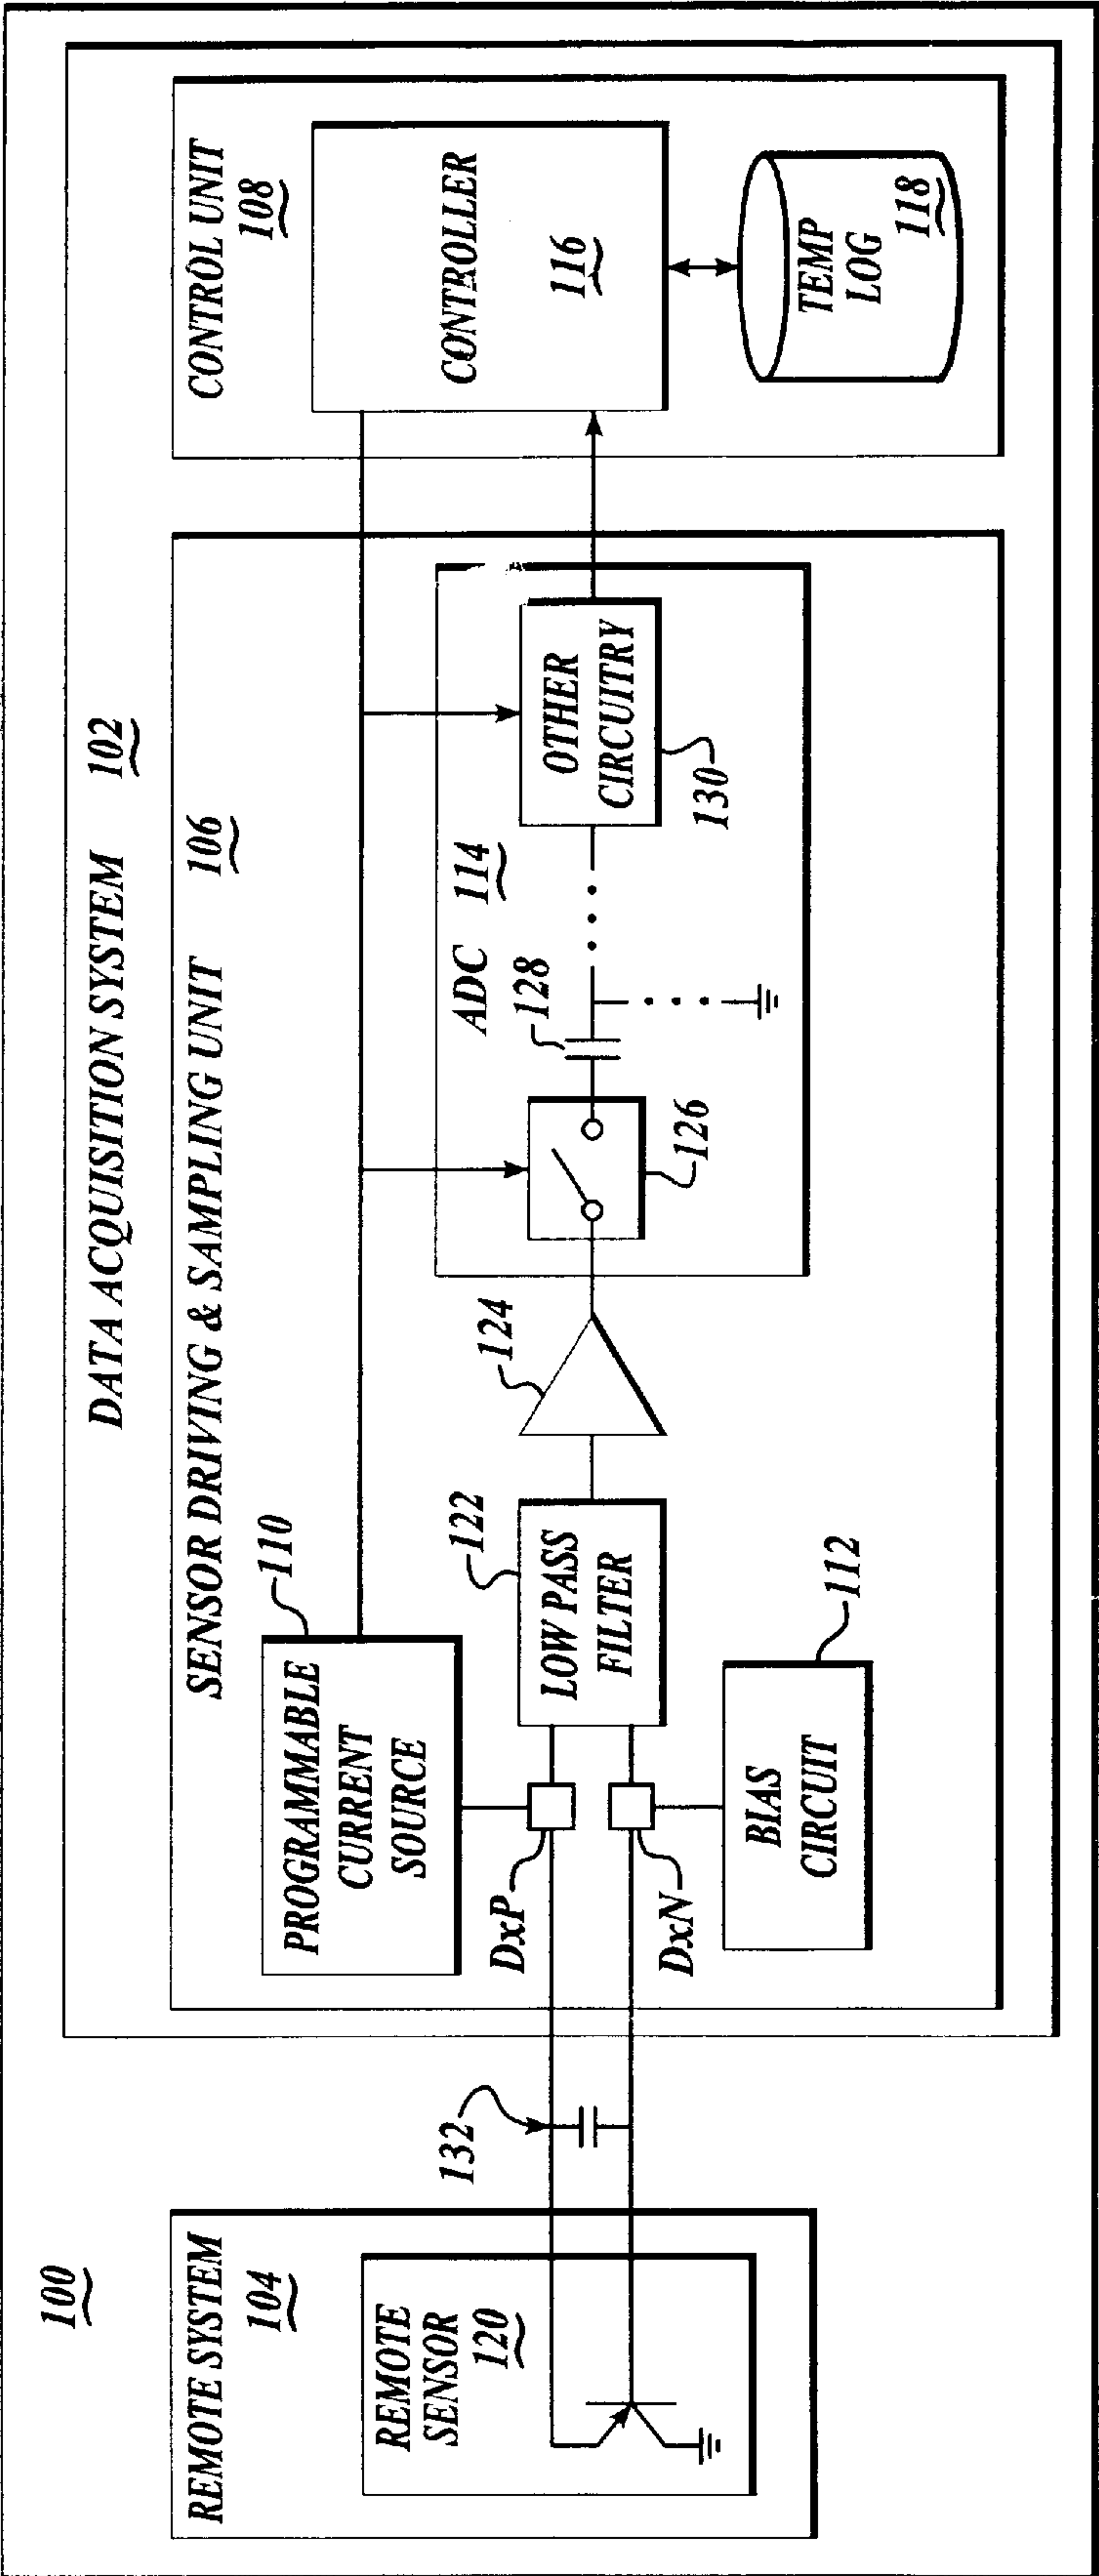 100
DATA ACQUISITION SYSTEM 102
REMOTE SYSTEM
104
REMOTE
SENSOR
120
132
SENSOR DRIVING & SAMPLING UNIT 106
PROGRAMMABLE
CURRENT
SOURCE
110
DxP
DxN
LOW PASS
FILTER
122
BIAS
CIRCUIT
112
124
ADC 114
126
128
OTHER
CIRCUITRY
130
CONTROL UNIT
108
CONTROLLER
116
TEMP
LOG
118